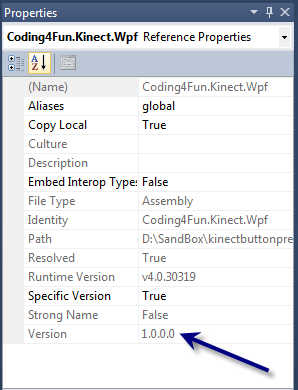 Properties
Coding4Fun.Kinect.Wpf Reference Properties
(Name) Coding4Fun.Kinect.Wpf
Aliases global
Copy Local True
Culture
Description
Embed Interop Types False
File Type Assembly
Identity Coding4Fun.Kinect.Wpf
Path D:\SandBox\kinectbuttonpre
Resolved True
Runtime Version v4.0.30319
Specific Version True
Strong Name False
Version 1.0.0.0